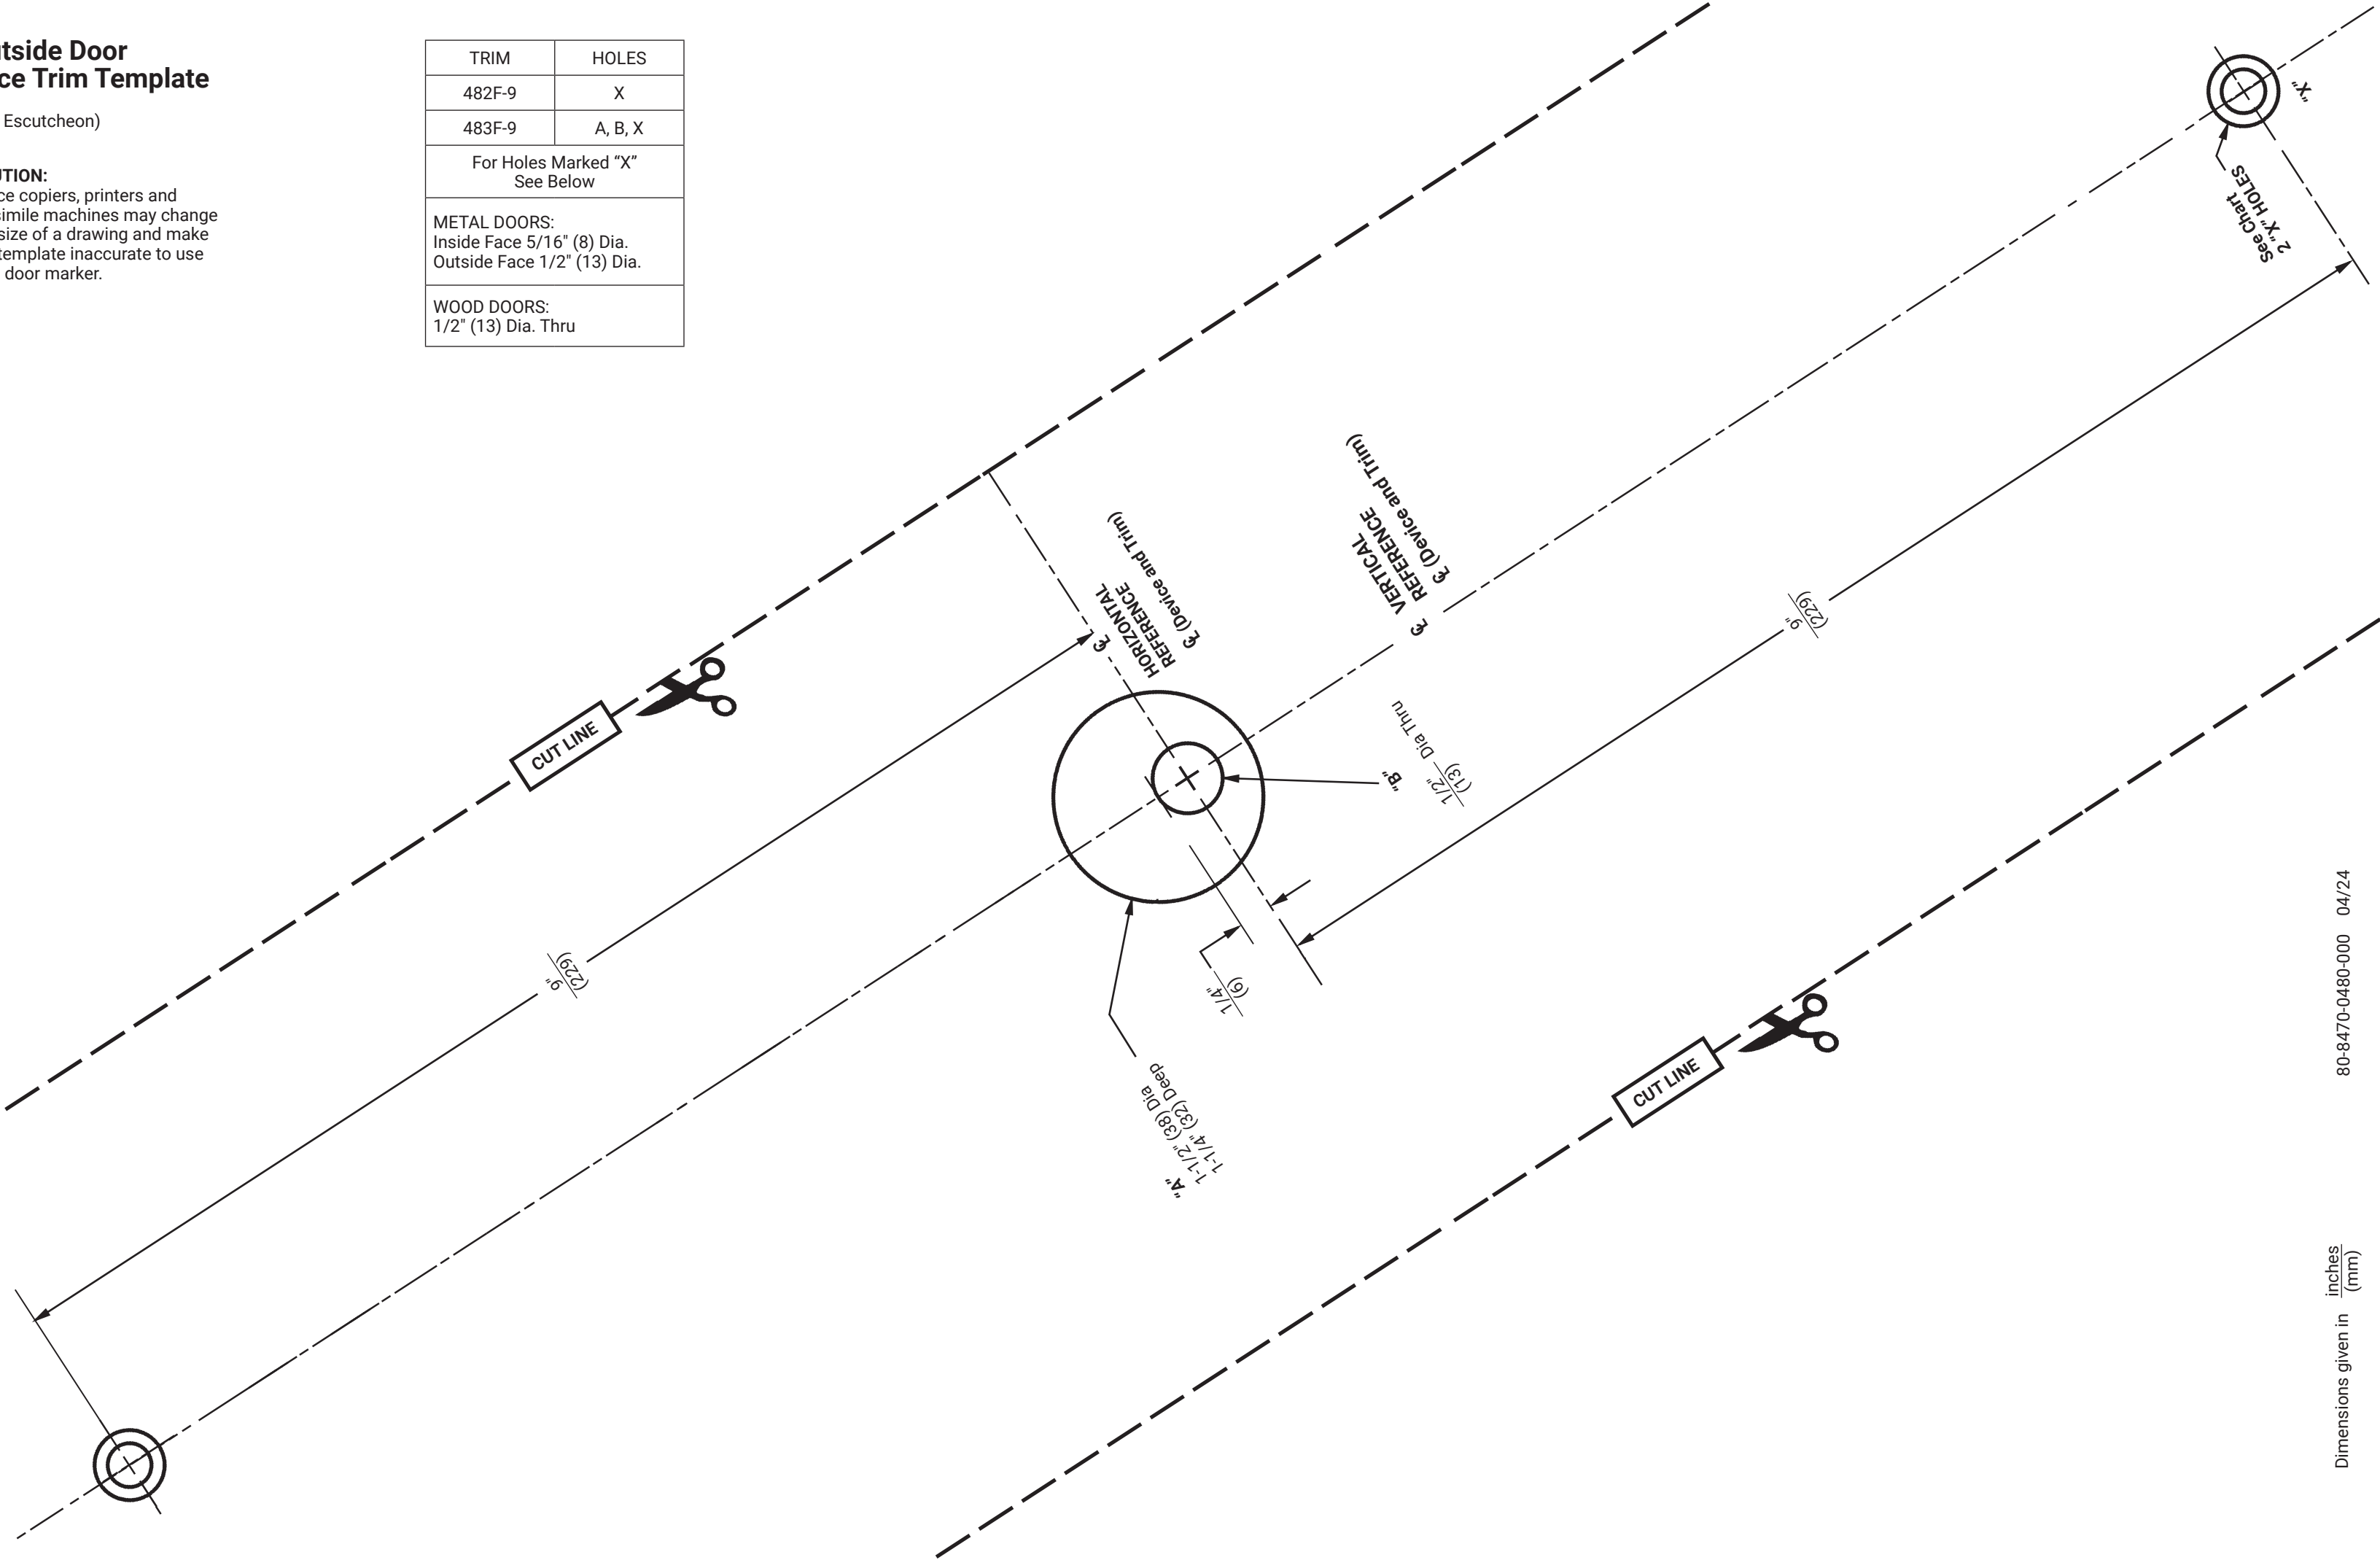 tside Door
ce Trim Template
Escutcheon)
UTION:
ce copiers, printers and
simile machines may change
size of a drawing and make
template inaccurate to use
door marker.
TRIM HOLES
482F-9 X
483F-9 A, B, X
For Holes Marked “X”
See Below
METAL DOORS:
Inside Face 5/16" (8) Dia.
Outside Face 1/2" (13) Dia.
WOOD DOORS:
1/2" (13) Dia. Thru
"X"
2 "X" HOLES
See Chart
℄ VERTICAL
REFERENCE
℄ (Device and Trim)
℄ HORIZONTAL
REFERENCE
℄ (Device and Trim)
9"
(229)
CUT LINE
"B"
1/2" Dia Thru
(13)
9"
(229)
1/4"
(6)
"A"
1-1/2" (38) Dia
1-1/4" (32) Deep
CUT LINE
80-8470-0480-000 04/24
Dimensions given in inches
(mm)